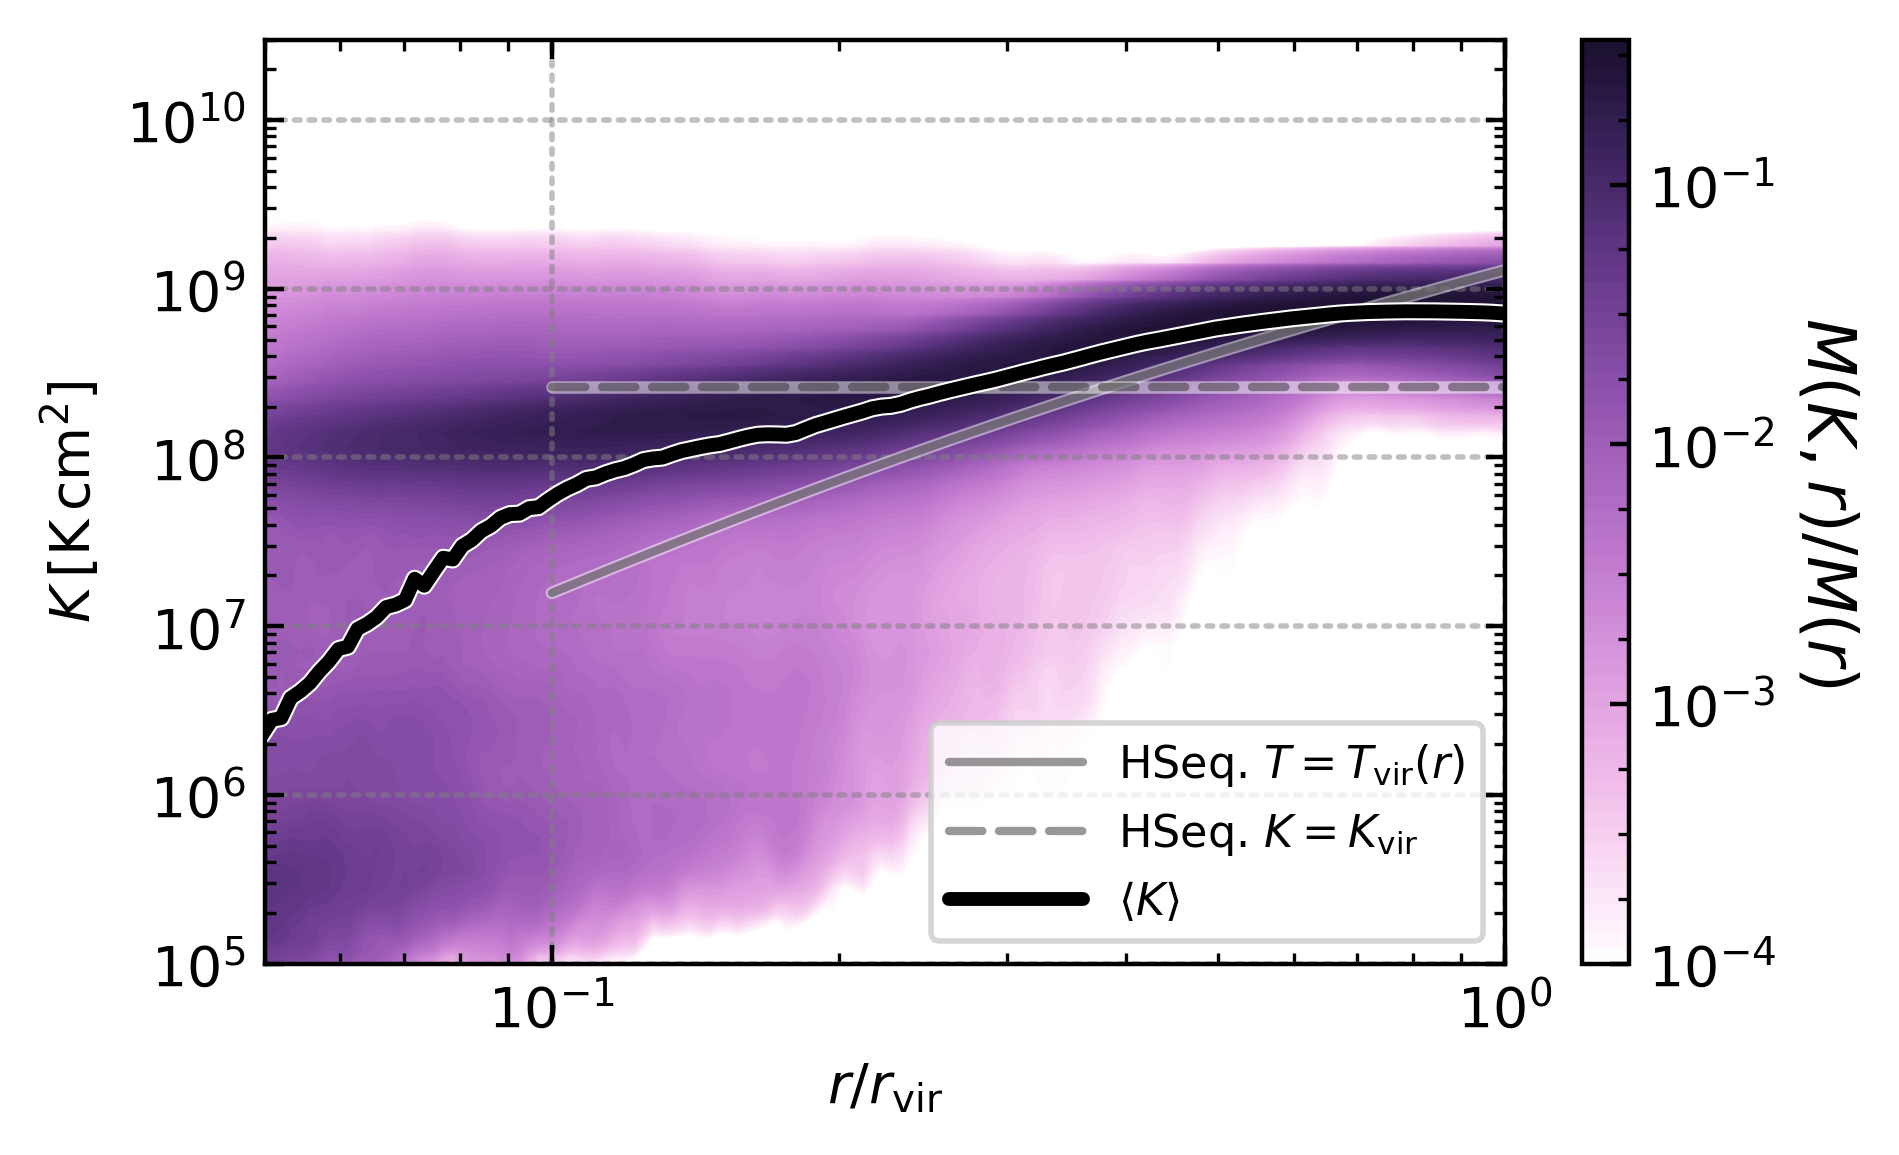 10^10
10^9
10^8
10^7
10^6
10^5
K [K cm^2]
10^-1
10^0
r/r_vir
HSeq. T = T_vir(r)
HSeq. K = K_vir
⟨K⟩
10^-1
10^-2
10^-3
10^-4
M(K, r)/M(r)